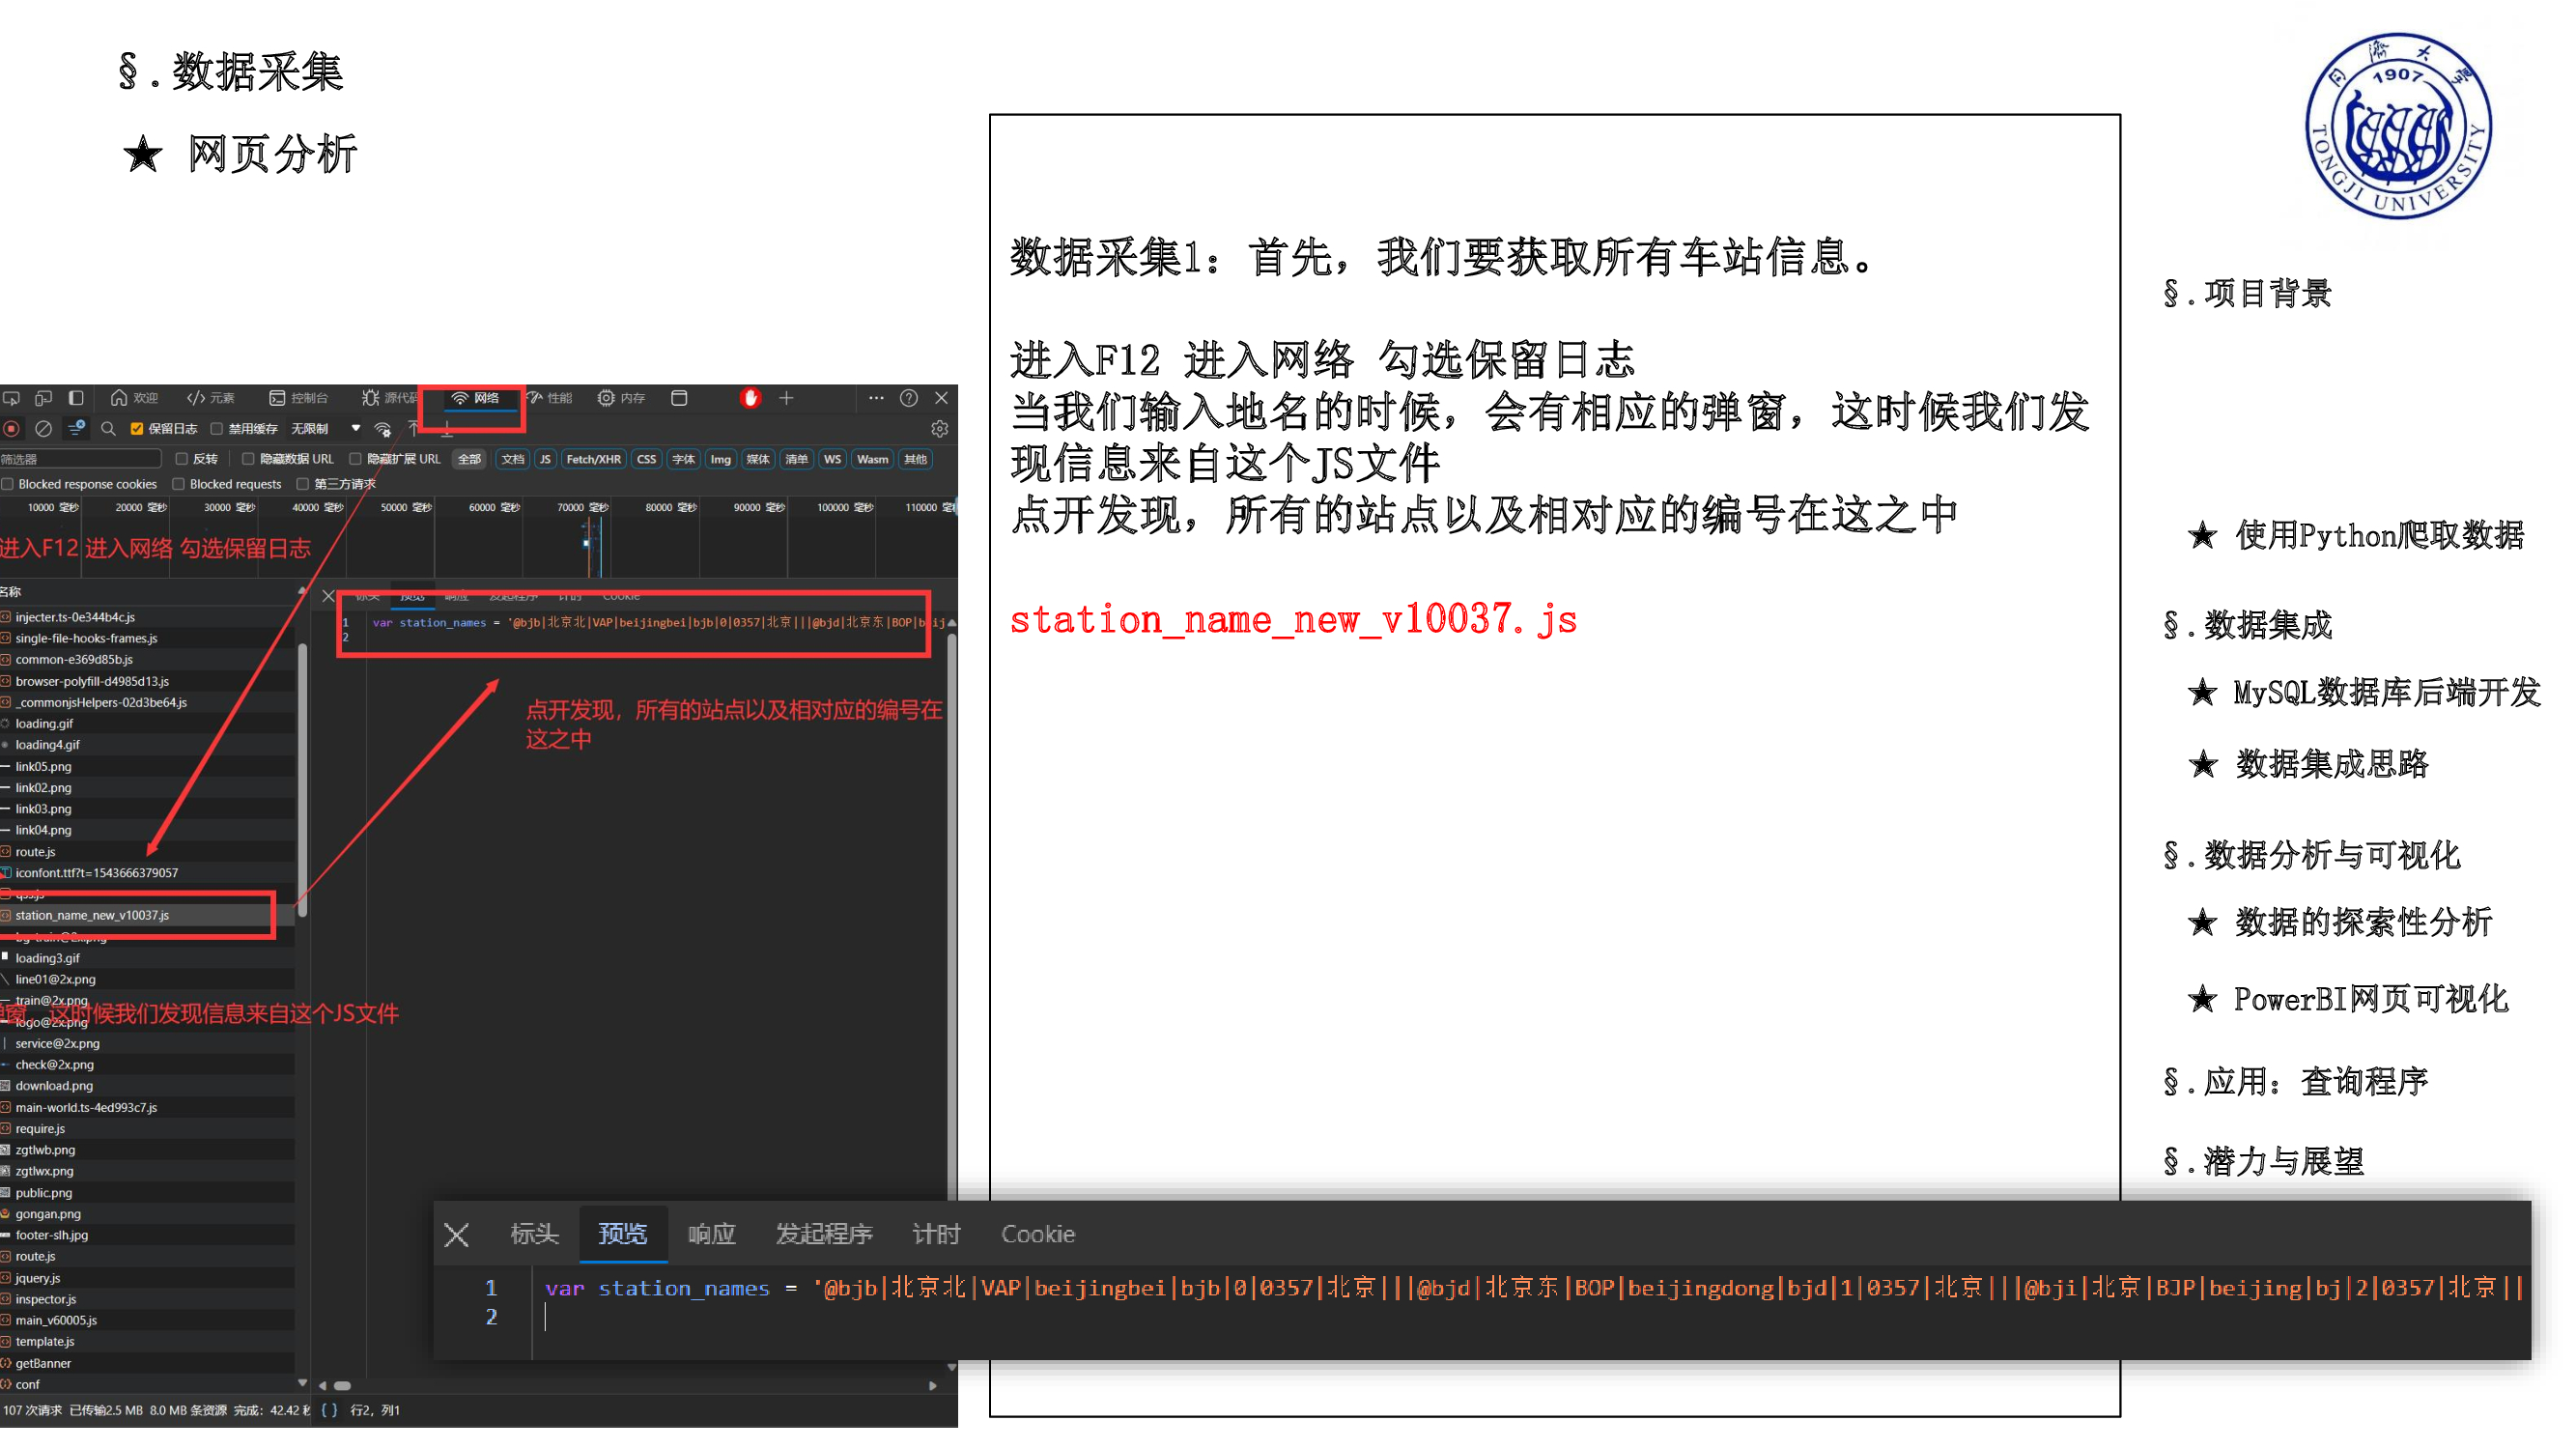 §.数据采集
★ 网页分析
同济大学
1907
TONGJI UNIVERSITY
数据采集1：首先，我们要获取所有车站信息。
进入F12 进入网络 勾选保留日志
当我们输入地名的时候，会有相应的弹窗，这时候我们发
现信息来自这个JS文件
点开发现，所有的站点以及相对应的编号在这之中
station_name_new_v10037.js
§.项目背景
★ 使用Python爬取数据
§.数据集成
★ MySQL数据库后端开发
★ 数据集成思路
§.数据分析与可视化
★ 数据的探索性分析
★ PowerBI网页可视化
§.应用：查询程序
§.潜力与展望
欢迎 元素 控制台 源代码 网络 性能 内存
保留日志 禁用缓存 无限制
筛选器 反转 隐藏数据 URL 隐藏扩展 URL 全部 文档 JS Fetch/XHR CSS 字体 Img 媒体 清单 WS Wasm 其他
Blocked response cookies Blocked requests 第三方请求
10000 毫秒 20000 毫秒 30000 毫秒 40000 毫秒 50000 毫秒 60000 毫秒 70000 毫秒 80000 毫秒 90000 毫秒 100000 毫秒 110000 毫
进入F12 进入网络 勾选保留日志
名称
injecter.ts-0e344b4c.js
single-file-hooks-frames.js
common-e369d85b.js
browser-polyfill-d4985d13.js
_commonjsHelpers-02d3be64.js
loading.gif
loading4.gif
link05.png
link02.png
link03.png
link04.png
route.js
iconfont.ttf?t=1543666379057
qss.js
station_name_new_v10037.js
bg-train@2x.png
loading3.gif
line01@2x.png
train@2x.png
弹窗，这时候我们发现信息来自这个JS文件
logo@2x.png
service@2x.png
check@2x.png
download.png
main-world.ts-4ed993c7.js
require.js
zgtlwb.png
zgtlwx.png
public.png
gongan.png
footer-slh.jpg
route.js
jquery.js
inspector.js
main_v60005.js
template.js
getBanner
conf
107 次请求 已传输2.5 MB 8.0 MB 条资源 完成: 42.42 秒
标头 预览 响应 发起程序 计时 Cookie
1 var station_names = '@bjb|北京北|VAP|beijingbei|bjb|0|0357|北京|||@bjd|北京东|BOP|beij
2
点开发现，所有的站点以及相对应的编号在
这之中
{ } 行2，列1
标头 预览 响应 发起程序 计时 Cookie
1 var station_names = '@bjb|北京北|VAP|beijingbei|bjb|0|0357|北京|||@bjd|北京东|BOP|beijingdong|bjd|1|0357|北京|||@bji|北京|BJP|beijing|bj|2|0357|北京||
2